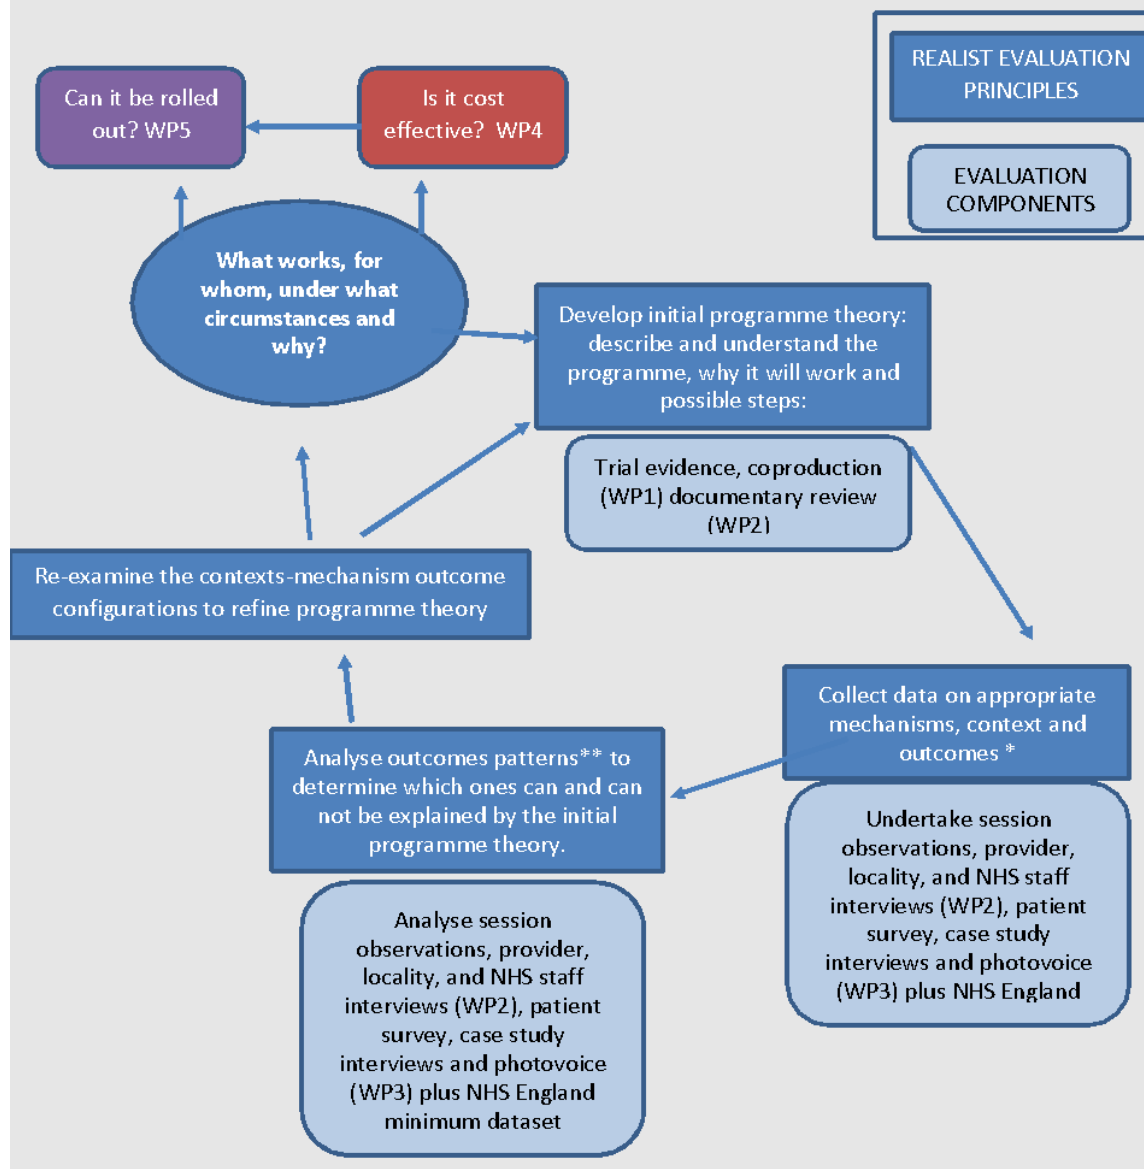 REALIST EVALUATION
PRINCIPLES
EVALUATION
COMPONENTS
Can it be rolled
out? WP5
Is it cost
effective? WP4
What works, for
whom, under what
circumstances and
why?
Develop initial programme theory:
describe and understand the
programme, why it will work and
possible steps:
Trial evidence, coproduction
(WP1) documentary review
(WP2)
Re-examine the contexts-mechanism outcome
configurations to refine programme theory
Collect data on appropriate
mechanisms, context and
outcomes *
Undertake session
observations, provider,
locality, and NHS staff
interviews (WP2), patient
survey, case study
interviews and photovoice
(WP3) plus NHS England
Analyse outcomes patterns** to
determine which ones can and can
not be explained by the initial
programme theory.
Analyse session
observations, provider,
locality, and NHS staff
interviews (WP2), patient
survey, case study
interviews and photovoice
(WP3) plus NHS England
minimum dataset